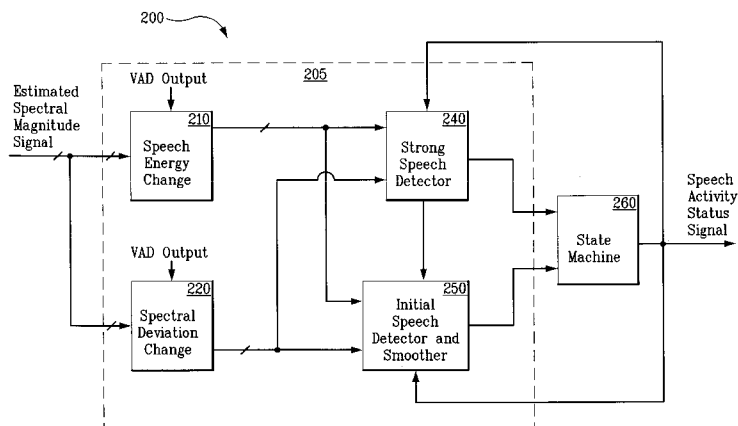 200
205
VAD Output
Estimated
Spectral
Magnitude
Signal
210
Speech
Energy
Change
240
Strong
Speech
Detector
260
State
Machine
Speech
Activity
Status
Signal
VAD Output
220
Spectral
Deviation
Change
250
Initial
Speech
Detector and
Smoother